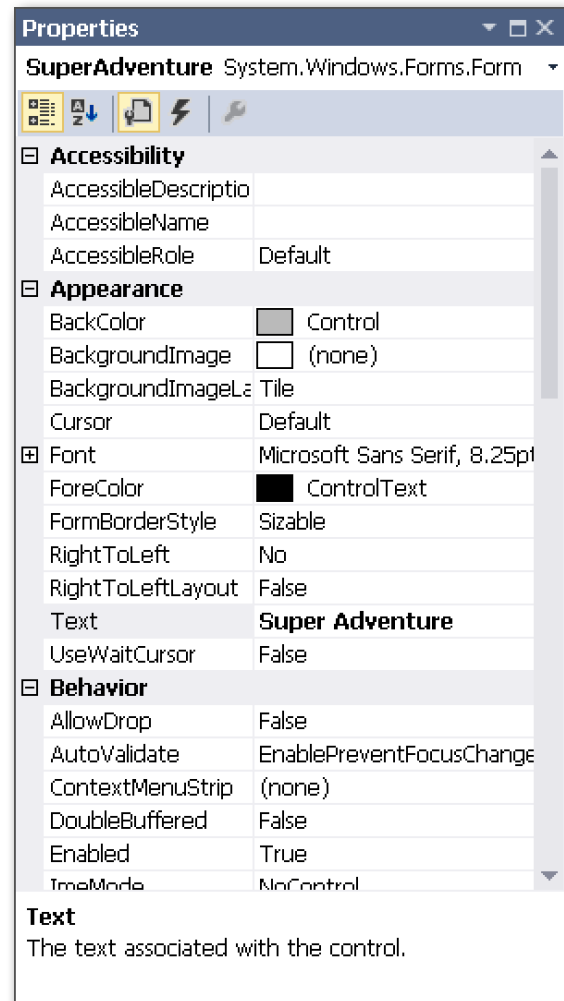 Properties
SuperAdventure System.Windows.Forms.Form
Accessibility
AccessibleDescriptio
AccessibleName
AccessibleRole Default
Appearance
BackColor Control
BackgroundImage (none)
BackgroundImageLa Tile
Cursor Default
Font Microsoft Sans Serif, 8.25pt
ForeColor ControlText
FormBorderStyle Sizable
RightToLeft No
RightToLeftLayout False
Text Super Adventure
UseWaitCursor False
Behavior
AllowDrop False
AutoValidate EnablePreventFocusChange
ContextMenuStrip (none)
DoubleBuffered False
Enabled True
ImeMode NoControl
Text
The text associated with the control.